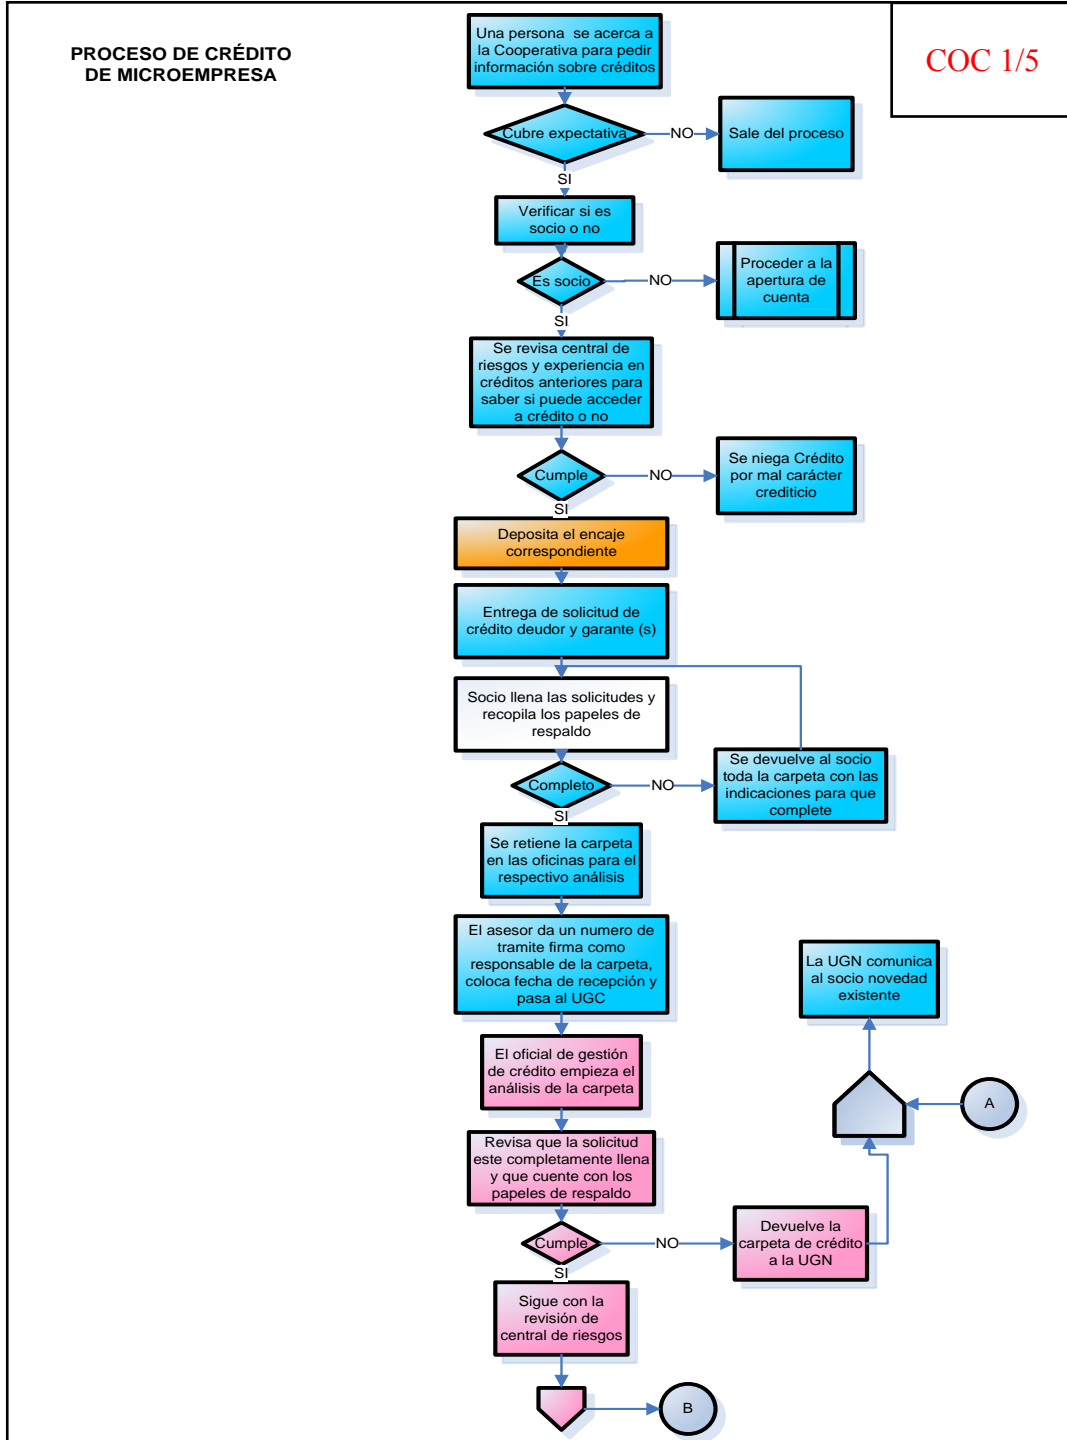 PROCESO DE CRÉDITO
DE MICROEMPRESA
COC 1/5
Una persona se acerca a
la Cooperativa para pedir
información sobre créditos
Cubre expectativa
NO
Sale del proceso
SI
Verificar si es
socio o no
Es socio
NO
Proceder a la
apertura de
cuenta
SI
Se revisa central de
riesgos y experiencia en
créditos anteriores para
saber si puede acceder
a crédito o no
Cumple
NO
Se niega Crédito
por mal carácter
crediticio
SI
Deposita el encaje
correspondiente
Entrega de solicitud de
crédito deudor y garante (s)
Socio llena las solicitudes y
recopila los papeles de
respaldo
Completo
NO
Se devuelve al socio
toda la carpeta con las
indicaciones para que
complete
SI
Se retiene la carpeta
en las oficinas para el
respectivo análisis
El asesor da un numero de
tramite firma como
responsable de la carpeta,
coloca fecha de recepción y
pasa al UGC
La UGN comunica
al socio novedad
existente
El oficial de gestión
de crédito empieza el
análisis de la carpeta
A
Revisa que la solicitud
este completamente llena
y que cuente con los
papeles de respaldo
Cumple
NO
Devuelve la
carpeta de crédito
a la UGN
SI
Sigue con la
revisión de
central de riesgos
B